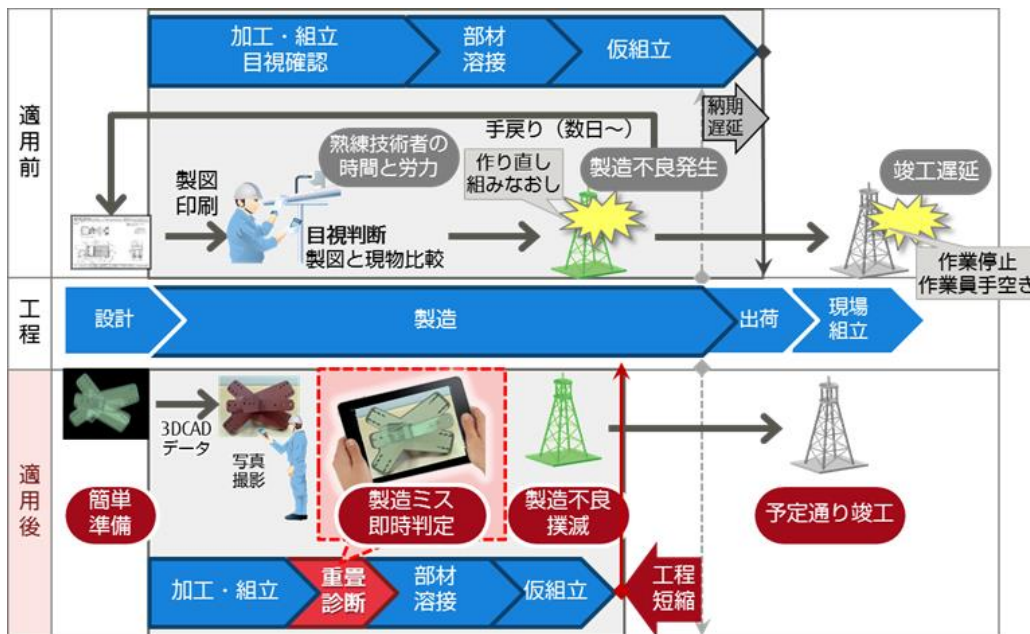 加工・組立
目視確認
部材
溶接
仮組立
適用前
納期
遅延
手戻り（数日～）
熟練技術者の
時間と労力
作り直し
組みなおし
製造不良発生
竣工遅延
製図
印刷
目視判断
製図と現物比較
作業停止
作業員手空き
工程
設計
製造
出荷
現場
組立
適用後
3DCAD
データ
写真
撮影
簡単
準備
製造ミス
即時判定
製造不良
撲滅
予定通り竣工
加工・組立
重畳
診断
部材
溶接
仮組立
工程
短縮